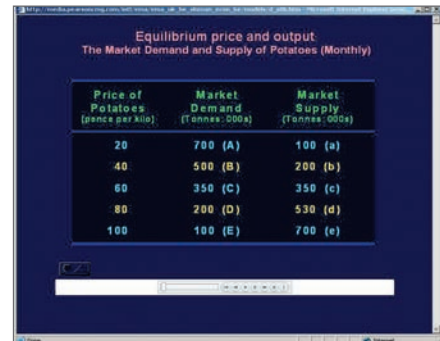 Equilibrium price and output
The Market Demand and Supply of Potatoes (Monthly)
Price of Potatoes (pence per kilo) Market Demand (Tonnes: 000s) Market Supply (Tonnes: 000s)
20 700 (A) 100 (a)
40 500 (B) 200 (b)
60 350 (C) 350 (c)
80 200 (D) 530 (d)
100 100 (E) 700 (e)